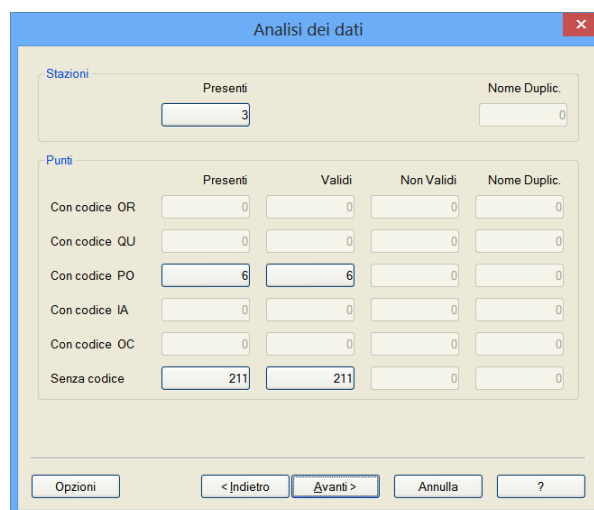 Analisi dei dati
Stazioni
Presenti Nome Duplic.
3 0
Punti
Presenti Validi Non Validi Nome Duplic.
Con codice OR 0 0 0 0
Con codice QU 0 0 0 0
Con codice PO 6 6 0 0
Con codice IA 0 0 0 0
Con codice OC 0 0 0 0
Senza codice 211 211 0 0
Opzioni < Indietro Avanti > Annulla ?